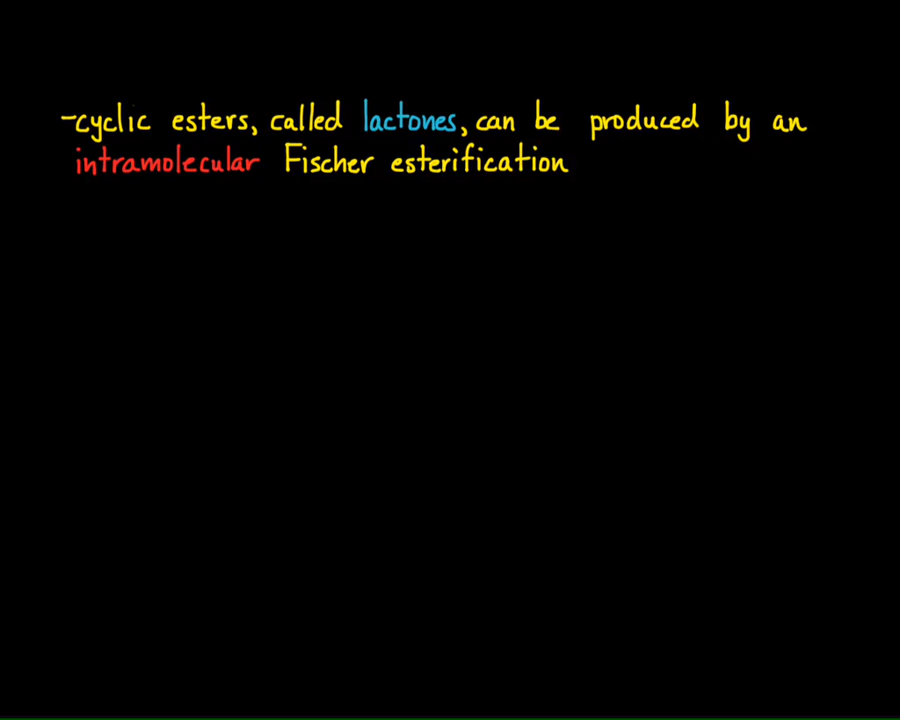 -cyclic esters, called lactones, can be produced by an
intramolecular Fischer esterification